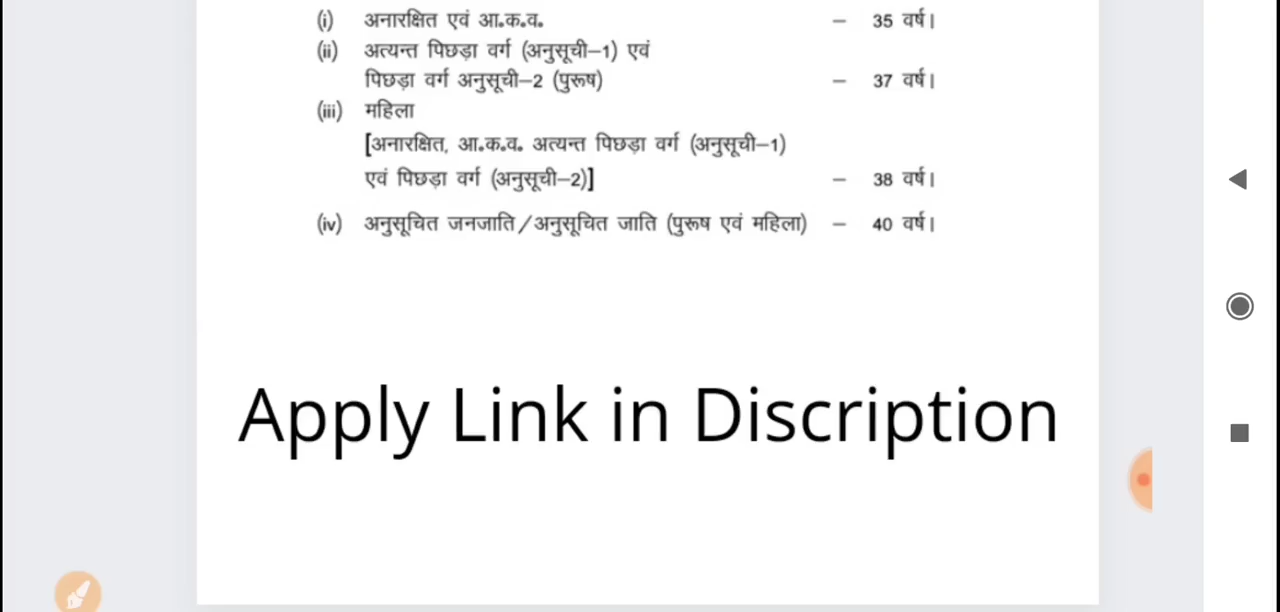 (i) अनारक्षित एवं आ.क.व. – 35 वर्ष।
(ii) अत्यन्त पिछड़ा वर्ग (अनुसूची–1) एवं
पिछड़ा वर्ग अनुसूची–2 (पुरूष) – 37 वर्ष।
(iii) महिला
[अनारक्षित, आ.क.व. अत्यन्त पिछड़ा वर्ग (अनुसूची–1)
एवं पिछड़ा वर्ग (अनुसूची–2)] – 38 वर्ष।
(iv) अनुसूचित जनजाति/अनुसूचित जाति (पुरूष एवं महिला) – 40 वर्ष।
Apply Link in Discription